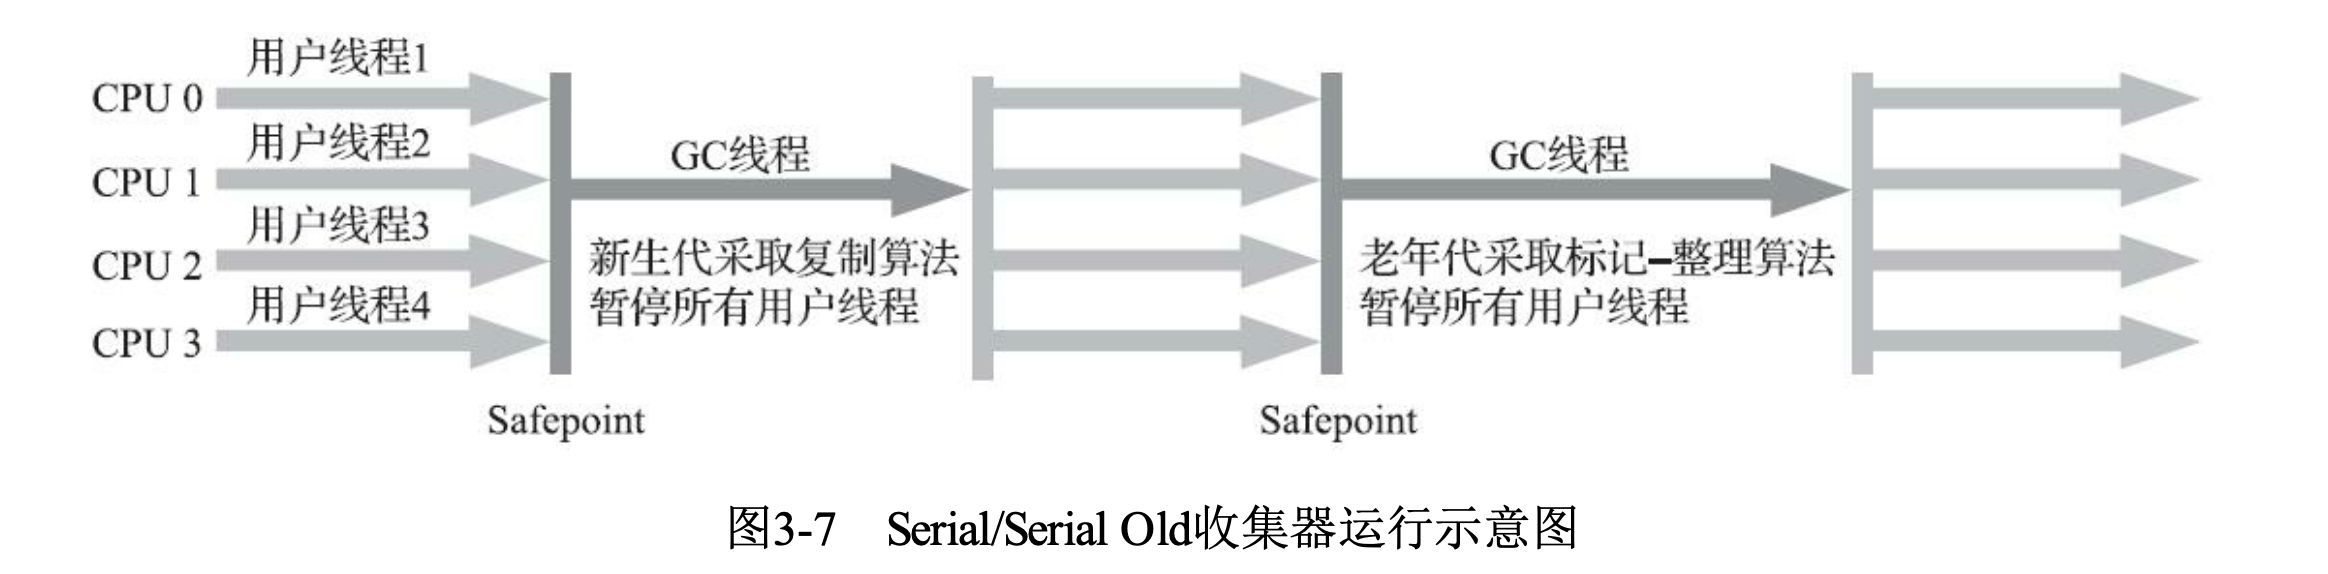 用户线程1
CPU 0
用户线程2
CPU 1
用户线程3
CPU 2
用户线程4
CPU 3
GC线程
新生代采取复制算法
暂停所有用户线程
GC线程
老年代采取标记–整理算法
暂停所有用户线程
Safepoint
Safepoint
图3-7 Serial/Serial Old收集器运行示意图